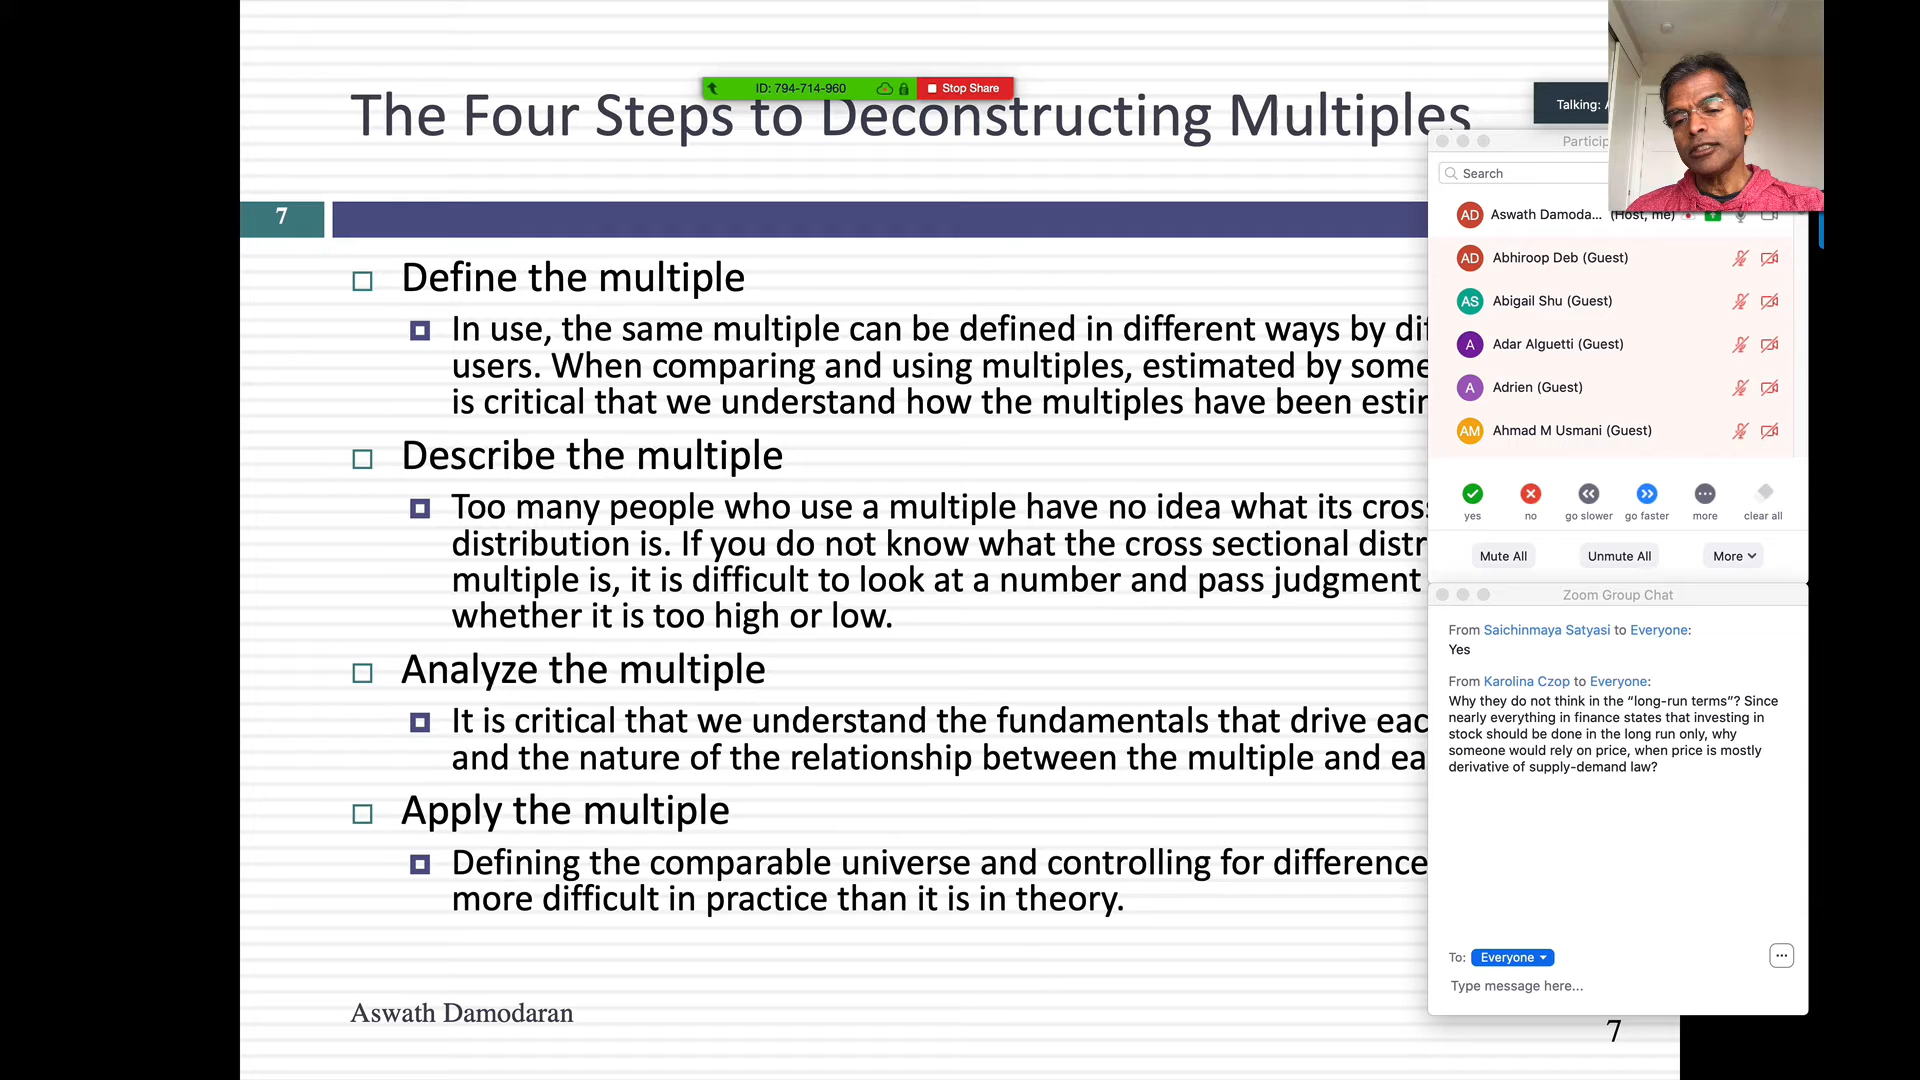 The Four Steps to Deconstructing Multiples
ID: 794-714-960
Stop Share
7
Define the multiple
In use, the same multiple can be defined in different ways by
users. When comparing and using multiples, estimated by
is critical that we understand how the multiples have been
Describe the multiple
Too many people who use a multiple have no idea what its
distribution is. If you do not know what the cross sectional
multiple is, it is difficult to look at a number and pass judgment
whether it is too high or low.
Analyze the multiple
It is critical that we understand the fundamentals that drive
and the nature of the relationship between the multiple and
Apply the multiple
Defining the comparable universe and controlling for
more difficult in practice than it is in theory.
Aswath Damodaran
7
Talking:
Search
AD Aswath Damoda... (Host, me)
AD Abhiroop Deb (Guest)
AS Abigail Shu (Guest)
A Adar Alguetti (Guest)
A Adrien (Guest)
AM Ahmad M Usmani (Guest)
yes no go slower go faster more clear all
Mute All Unmute All More
Zoom Group Chat
From Saichinmaya Satyasi to Everyone:
Yes
From Karolina Czop to Everyone:
Why they do not think in the “long-run terms”? Since
nearly everything in finance states that investing in
stock should be done in the long run only, why
someone would rely on price, when price is mostly
derivative of supply-demand law?
To: Everyone
Type message here...